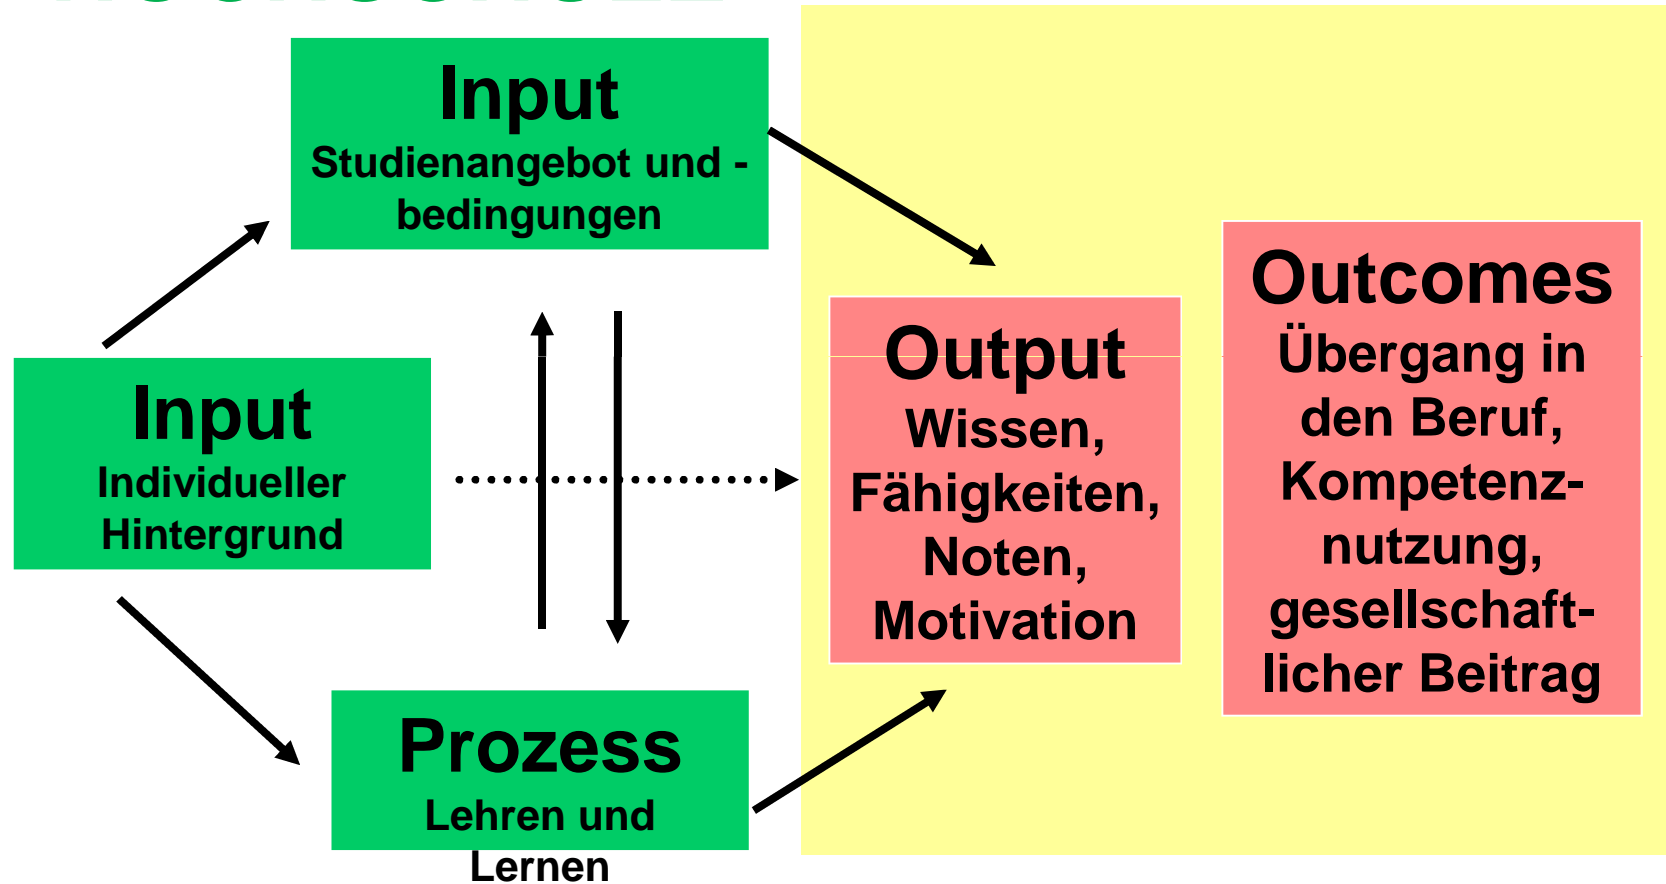 Input
Studienangebot und -
bedingungen
Input
Individueller
Hintergrund
Prozess
Lehren und
Lernen
Output
Wissen,
Fähigkeiten,
Noten,
Motivation
Outcomes
Übergang in
den Beruf,
Kompetenz-
nutzung,
gesellschaft-
licher Beitrag